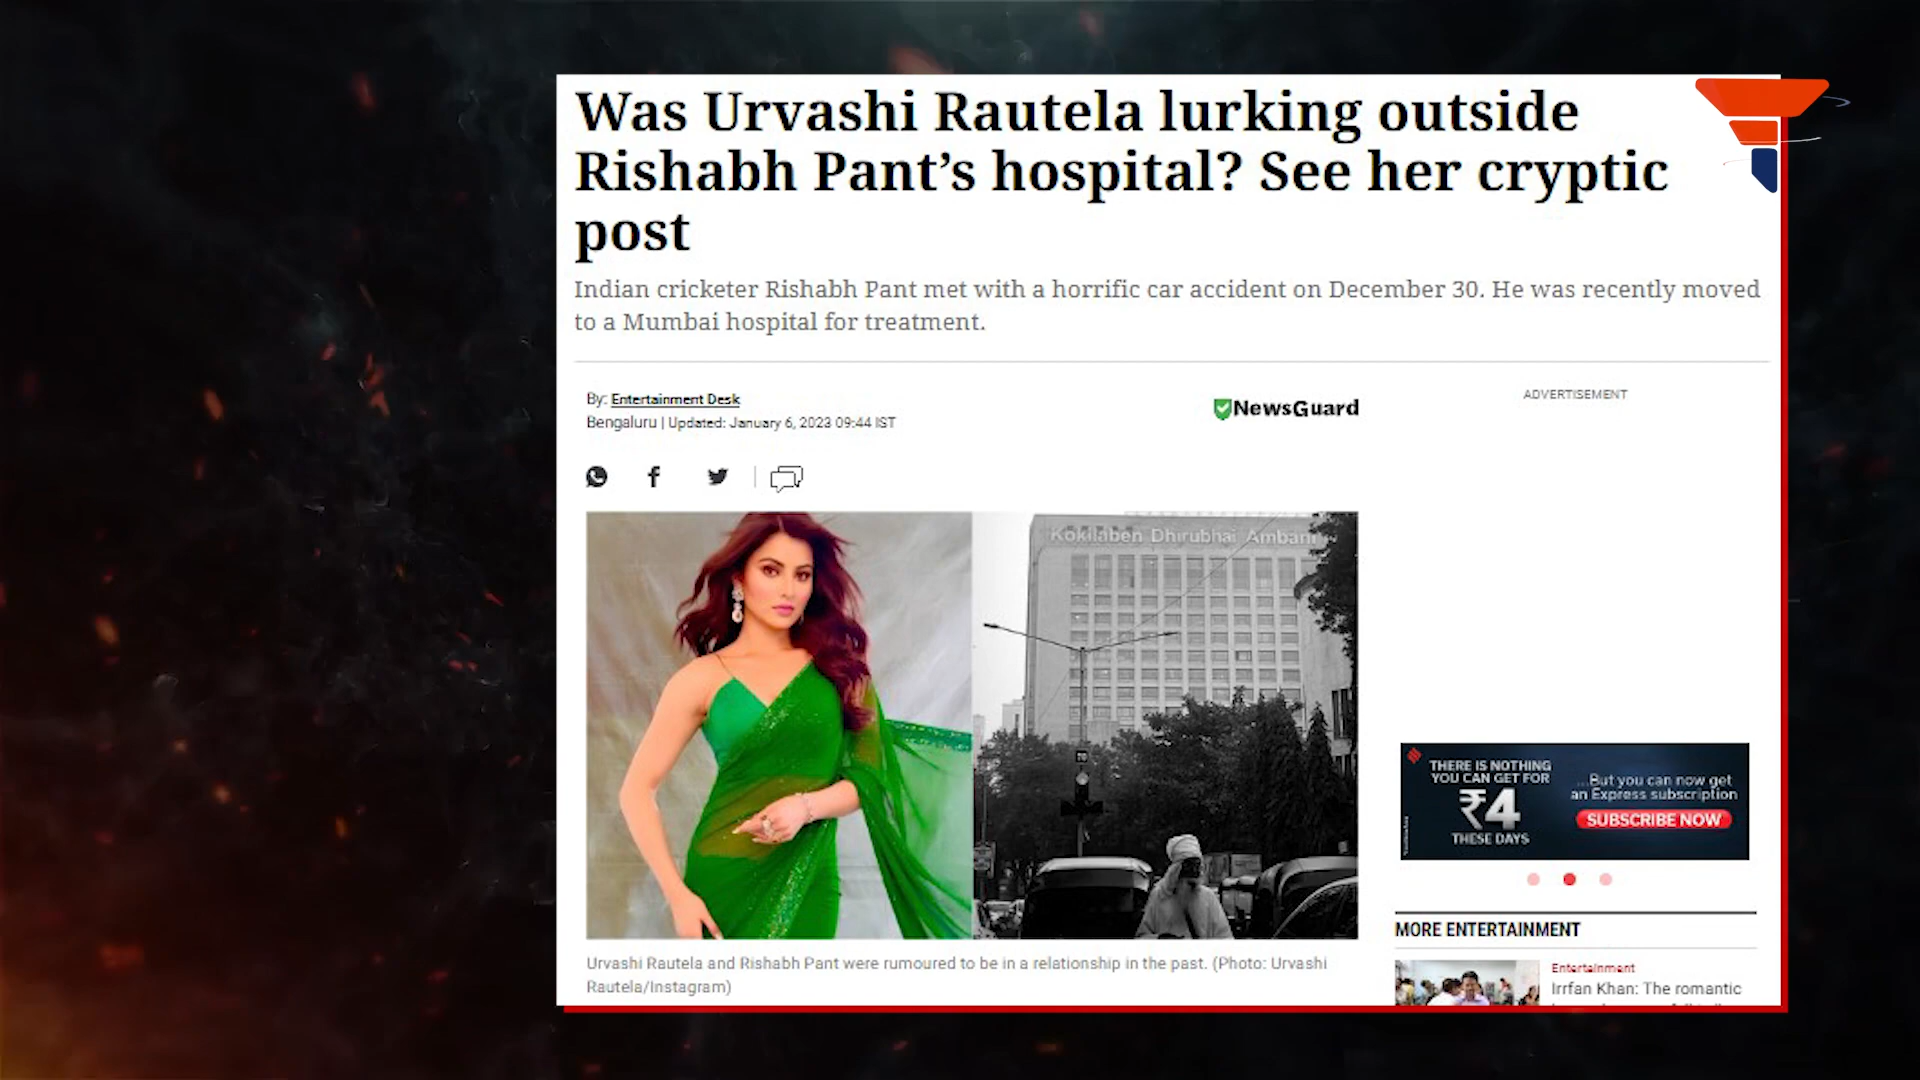 Was Urvashi Rautela lurking outside
Rishabh Pant’s hospital? See her cryptic
post
Indian cricketer Rishabh Pant met with a horrific car accident on December 30. He was recently moved
to a Mumbai hospital for treatment.
By: Entertainment Desk
Bengaluru | Updated: January 6, 2023 09:44 IST
NewsGuard
ADVERTISEMENT
Kokilaben Dhirubhai Ambani
Urvashi Rautela and Rishabh Pant were rumoured to be in a relationship in the past. (Photo: Urvashi
Rautela/Instagram)
THERE IS NOTHING
YOU CAN GET FOR
₹4
THESE DAYS
...But you can now get
an Express subscription
SUBSCRIBE NOW
MORE ENTERTAINMENT
Entertainment
Irrfan Khan: The romantic